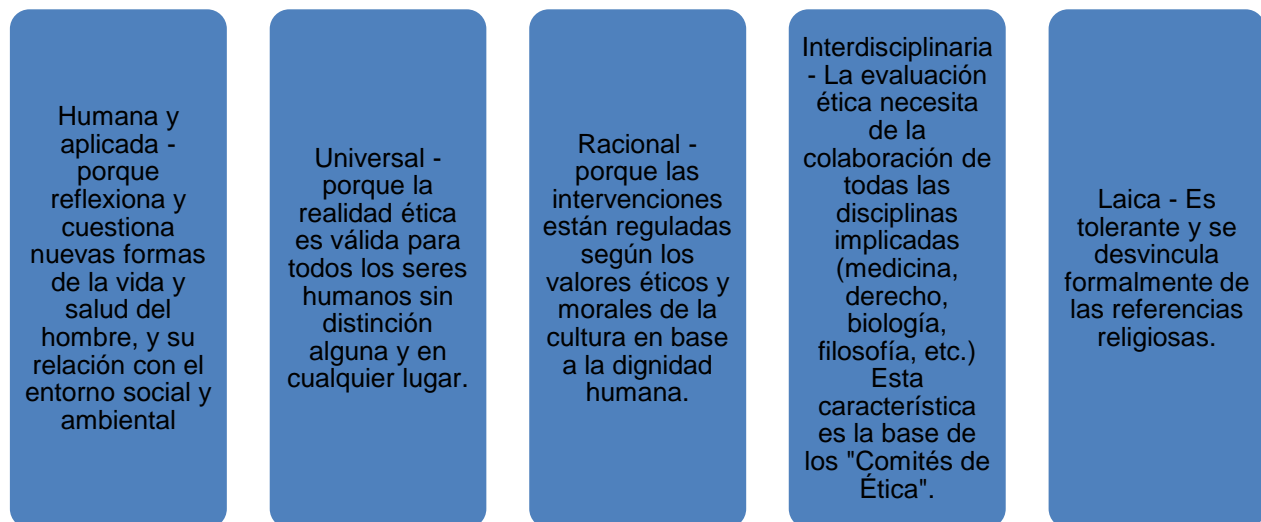 Humana y
aplicada -
porque
reflexiona y
cuestiona
nuevas formas
de la vida y
salud del
hombre, y su
relación con el
entorno social y
ambiental
Universal -
porque la
realidad ética
es válida para
todos los seres
humanos sin
distinción
alguna y en
cualquier lugar.
Racional -
porque las
intervenciones
están reguladas
según los
valores éticos y
morales de la
cultura en base
a la dignidad
humana.
Interdisciplinaria
- La evaluación
ética necesita
de la
colaboración de
todas las
disciplinas
implicadas
(medicina,
derecho,
biología,
filosofía, etc.)
Esta
característica
es la base de
los "Comités de
Ética".
Laica - Es
tolerante y se
desvincula
formalmente de
las referencias
religiosas.